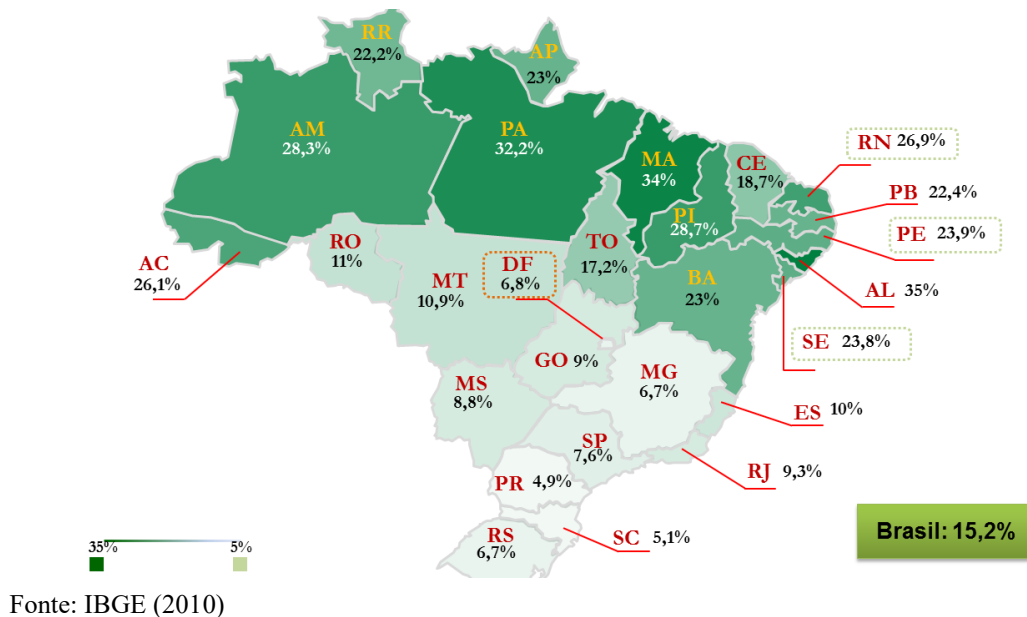 RR
22,2%
AP
23%
AM
28,3%
PA
32,2%
MA
34%
CE
18,7%
RN 26,9%
PB 22,4%
PI
28,7%
PE 23,9%
AC
26,1%
RO
11%
MT
10,9%
DF
6,8%
TO
17,2%
BA
23%
AL 35%
SE 23,8%
GO 9%
MG
6,7%
MS
8,8%
ES 10%
SP
7,6%
RJ 9,3%
PR 4,9%
SC 5,1%
RS
6,7%
Brasil: 15,2%
35% 5%
Fonte: IBGE (2010)